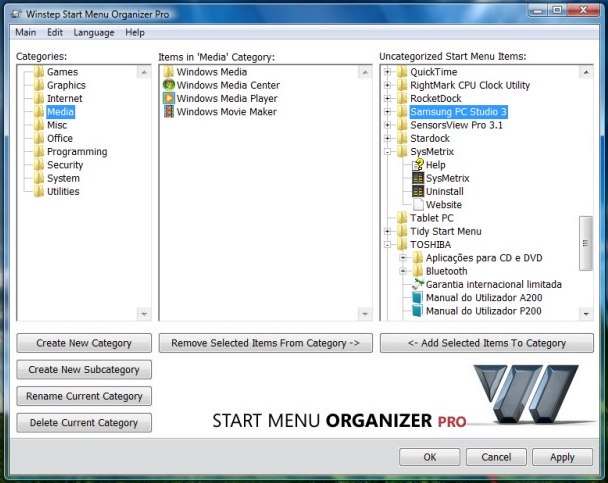 Winstep Start Menu Organizer Pro
Main Edit Language Help
Categories:
Games
Graphics
Internet
Media
Misc
Office
Programming
Security
System
Utilities
Items in 'Media' Category:
Windows Media
Windows Media Center
Windows Media Player
Windows Movie Maker
Uncategorized Start Menu Items:
QuickTime
RightMark CPU Clock Utility
RocketDock
Samsung PC Studio 3
SensorsView Pro 3.1
Stardock
SysMetrix
Help
SysMetrix
Uninstall
Website
Tablet PC
Tidy Start Menu
TOSHIBA
Aplicações para CD e DVD
Bluetooth
Garantia internacional limitada
Manual do Utilizador A200
Manual do Utilizador P200
Create New Category
Remove Selected Items From Category ->
<- Add Selected Items To Category
Create New Subcategory
Rename Current Category
Delete Current Category
START MENU ORGANIZER PRO
OK
Cancel
Apply